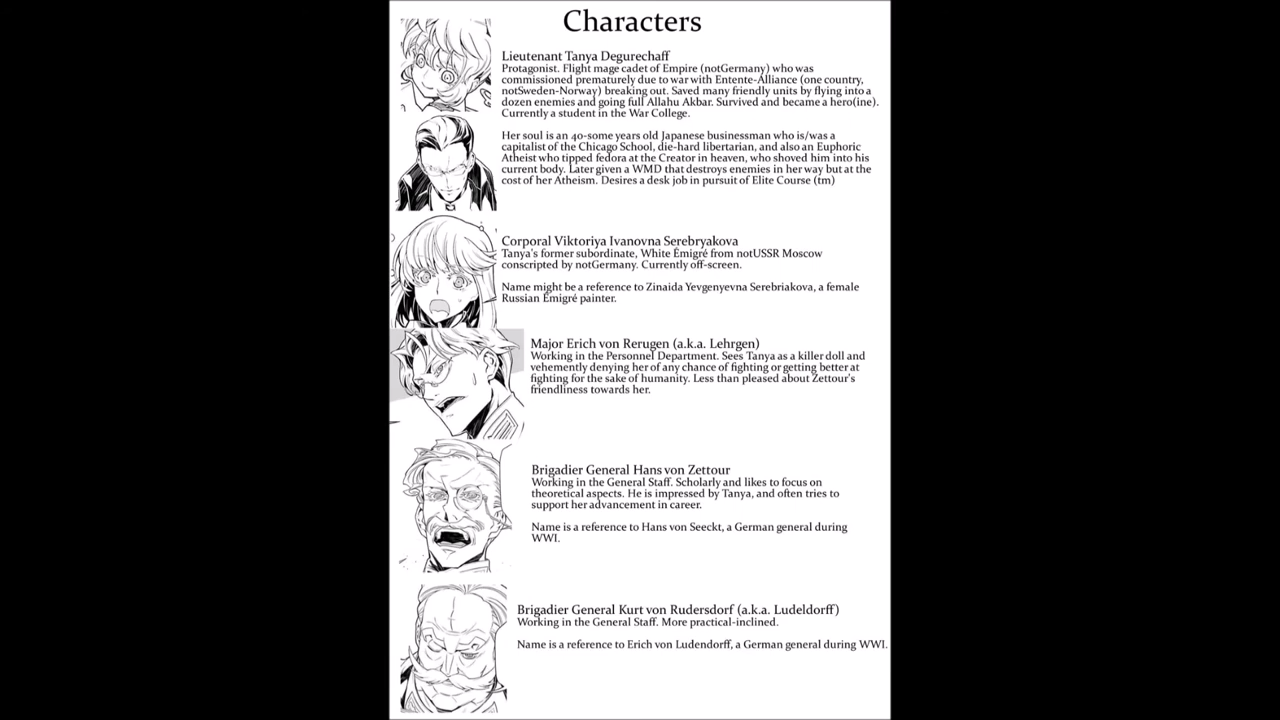 Characters
Lieutenant Tanya Degurechaff
Protagonist. Flight mage cadet of Empire (notGermany) who was
commissioned prematurely due to war with Entente-Alliance (one country,
notSweden-Norway) breaking out. Saved many friendly units by flying into a
dozen enemies and going full Allahu Akbar. Survived and became a hero(ine).
Currently a student in the War College.
Her soul is an 40-some years old Japanese businessman who is/was a
capitalist of the Chicago School, die-hard libertarian, and also an Euphoric
Atheist who tipped fedora at the Creator in heaven, who shoved him into his
current body. Later given a WMD that destroys enemies in her way but at the
cost of her Atheism. Desires a desk job in pursuit of Elite Course (tm)
Corporal Viktoriya Ivanovna Serebryakova
Tanya's former subordinate, White Émigré from notUSSR Moscow
conscripted by notGermany. Currently off-screen.
Name might be a reference to Zinaida Yevgenyevna Serebriakova, a female
Russian Émigré painter.
Major Erich von Rerugen (a.k.a. Lehrgen)
Working in the Personnel Department. Sees Tanya as a killer doll and
vehemently denying her of any chance of fighting or getting better at
fighting for the sake of humanity. Less than pleased about Zettour's
friendliness towards her.
Brigadier General Hans von Zettour
Working in the General Staff. Scholarly and likes to focus on
theoretical aspects. He is impressed by Tanya, and often tries to
support her advancement in career.
Name is a reference to Hans von Seeckt, a German general during
WWI.
Brigadier General Kurt von Rudersdorf (a.k.a. Ludeldorff)
Working in the General Staff. More practical-inclined.
Name is a reference to Erich von Ludendorff, a German general during WWI.